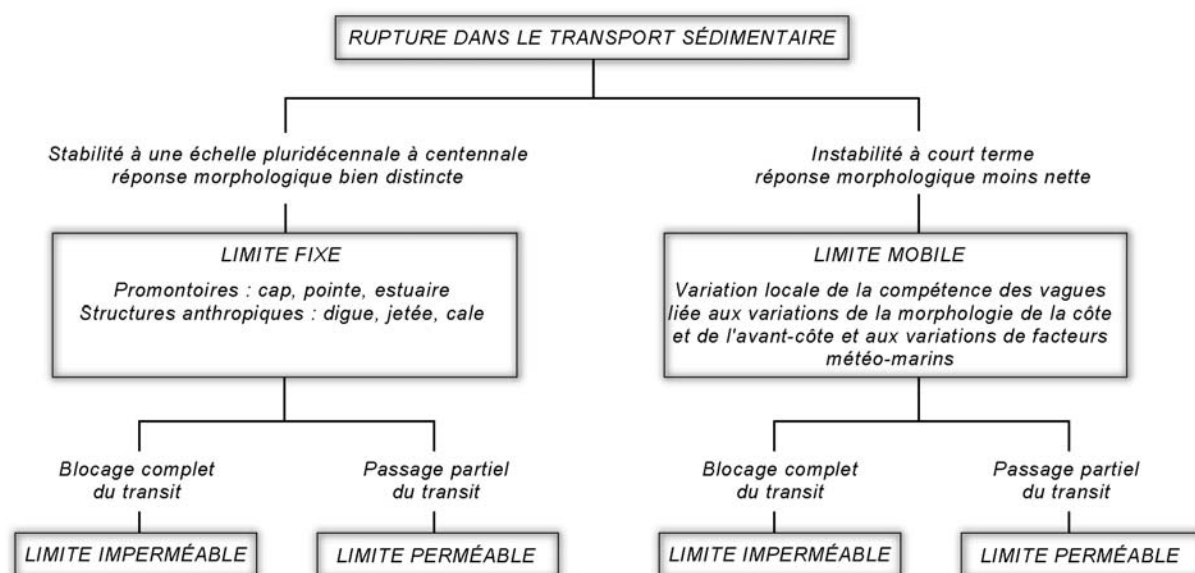 RUPTURE DANS LE TRANSPORT SÉDIMENTAIRE
Stabilité à une échelle pluridécennale à centennale
réponse morphologique bien distincte
Instabilité à court terme
réponse morphologique moins nette
LIMITE FIXE
Promontoires : cap, pointe, estuaire
Structures anthropiques : digue, jetée, cale
LIMITE MOBILE
Variation locale de la compétence des vagues
liée aux variations de la morphologie de la côte
et de l'avant-côte et aux variations de facteurs
météo-marins
Blocage complet
du transit
Passage partiel
du transit
Blocage complet
du transit
Passage partiel
du transit
LIMITE IMPERMÉABLE
LIMITE PERMÉABLE
LIMITE IMPERMÉABLE
LIMITE PERMÉABLE